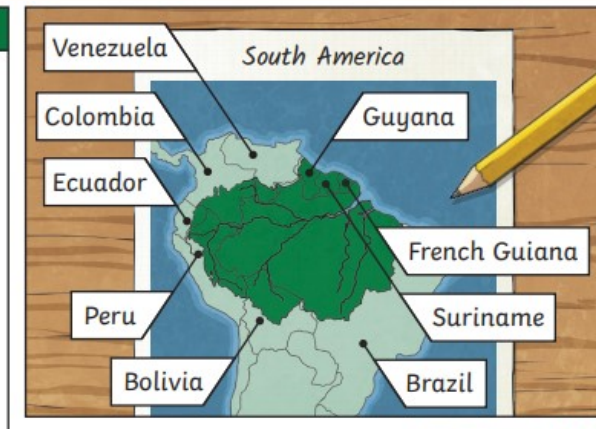 South America
Venezuela
Colombia
Guyana
Ecuador
French Guiana
Peru
Suriname
Bolivia
Brazil